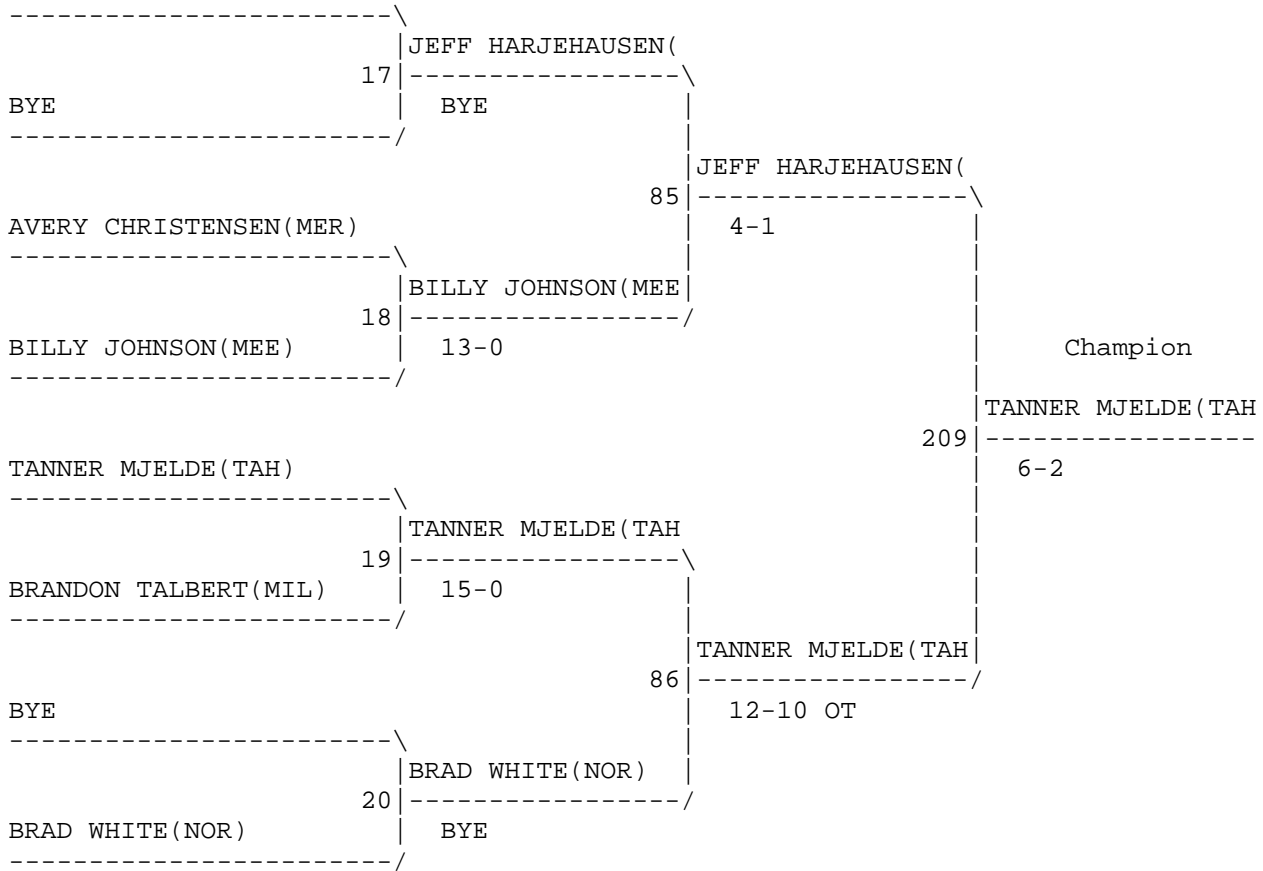 ------------------------\
|JEFF HARJEHAUSEN(
17|-----------------\
BYE | BYE |
------------------------/ |
|JEFF HARJEHAUSEN(
85|-----------------\
AVERY CHRISTENSEN(MER) | 4-1 |
------------------------\ | |
|BILLY JOHNSON(MEE| |
18|-----------------/ |
BILLY JOHNSON(MEE) | 13-0 | Champion
------------------------/ |
|TANNER MJELDE(TAH
209|-----------------
TANNER MJELDE(TAH) | 6-2
------------------------\ |
|TANNER MJELDE(TAH |
19|-----------------\ |
BRANDON TALBERT(MIL) | 15-0 | |
------------------------/ | |
|TANNER MJELDE(TAH|
86|-----------------/
BYE | 12-10 OT
------------------------\ |
|BRAD WHITE(NOR) |
20|-----------------/
BRAD WHITE(NOR) | BYE
------------------------/